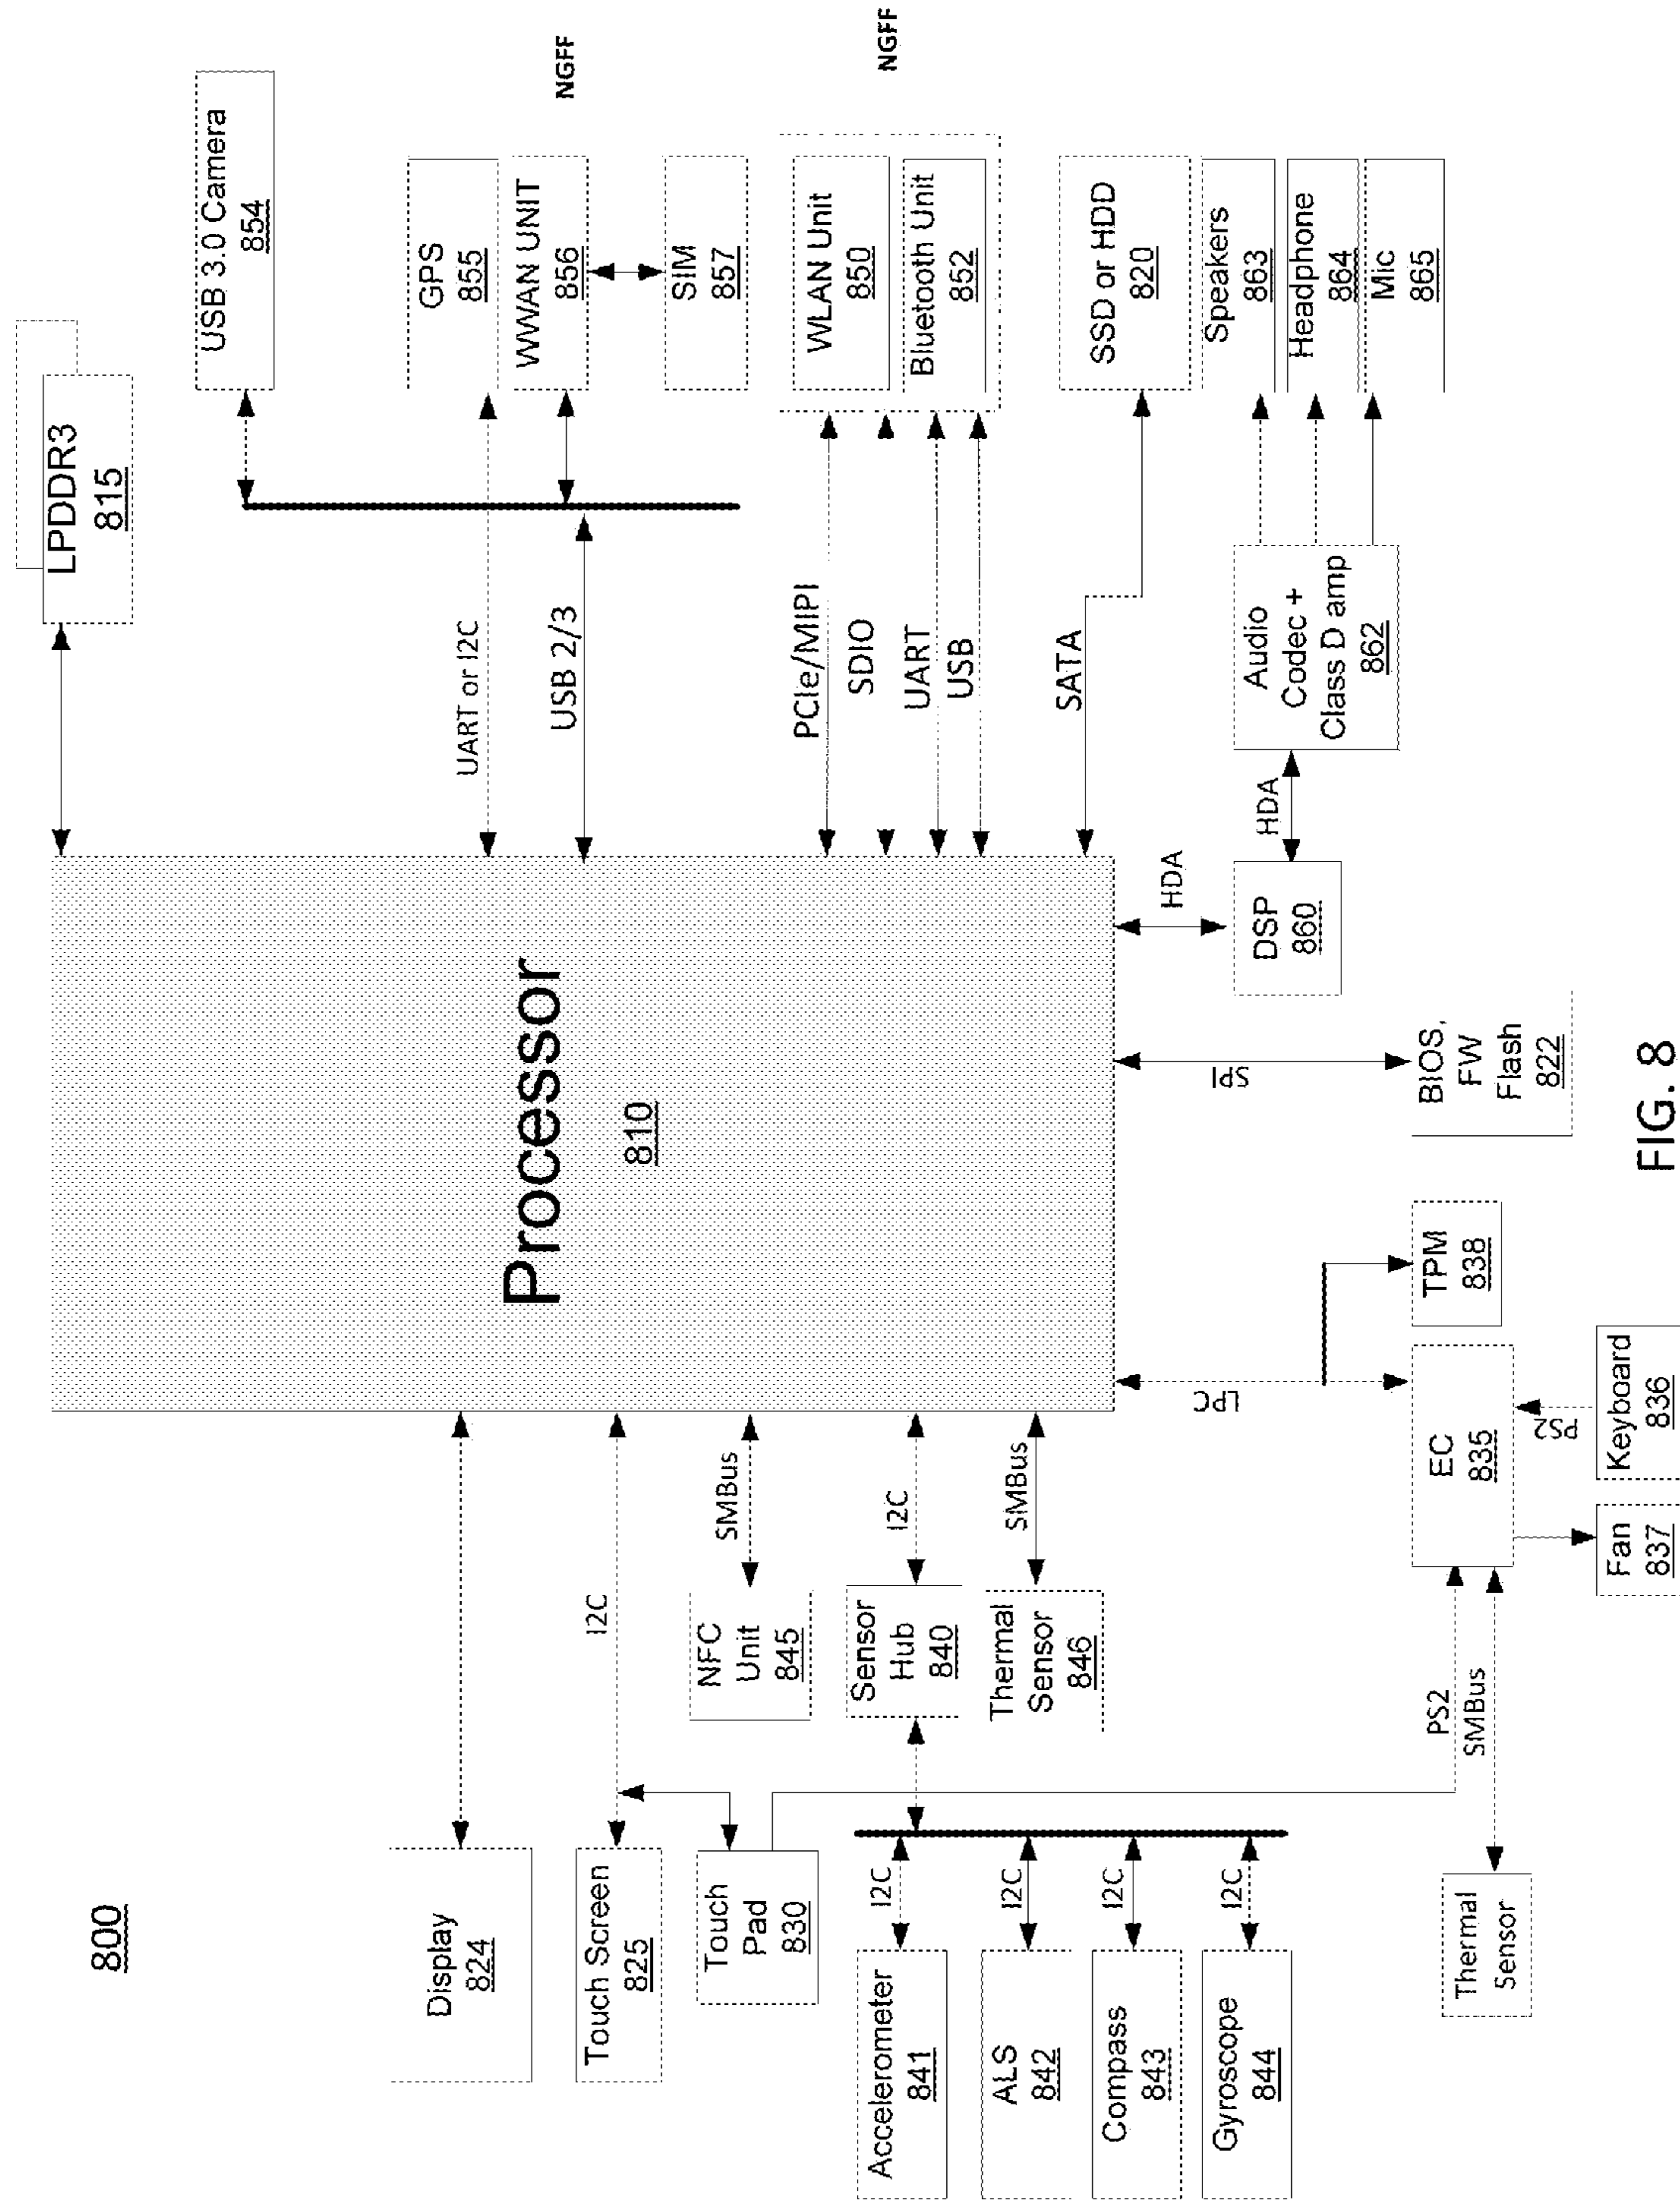 800
LPDDR3
815
Display
824
Touch Screen
825
I2C
Touch
Pad
830
NFC
Unit
845
SMBus
Sensor
Hub
840
I2C
Thermal
Sensor
846
SMBus
Accelerometer
841
I2C
ALS
842
I2C
Compass
843
I2C
Gyroscope
844
I2C
Processor
810
USB 3.0 Camera
854
UART or I2C
GPS
855
USB 2/3
WWAN UNIT
856
NGFF
SIM
857
PCIe/MIPI
SDIO
UART
USB
WLAN Unit
850
Bluetooth Unit
852
NGFF
SATA
SSD or HDD
820
Speakers
863
Headphone
864
Mic
865
HDA
DSP
860
HDA
Audio
Codec +
Class D amp
862
SPI
BIOS,
FW
Flash
822
LPC
TPM
838
EC
835
PS2
SMBus
Thermal
Sensor
Fan
837
PS2
Keyboard
836
FIG. 8